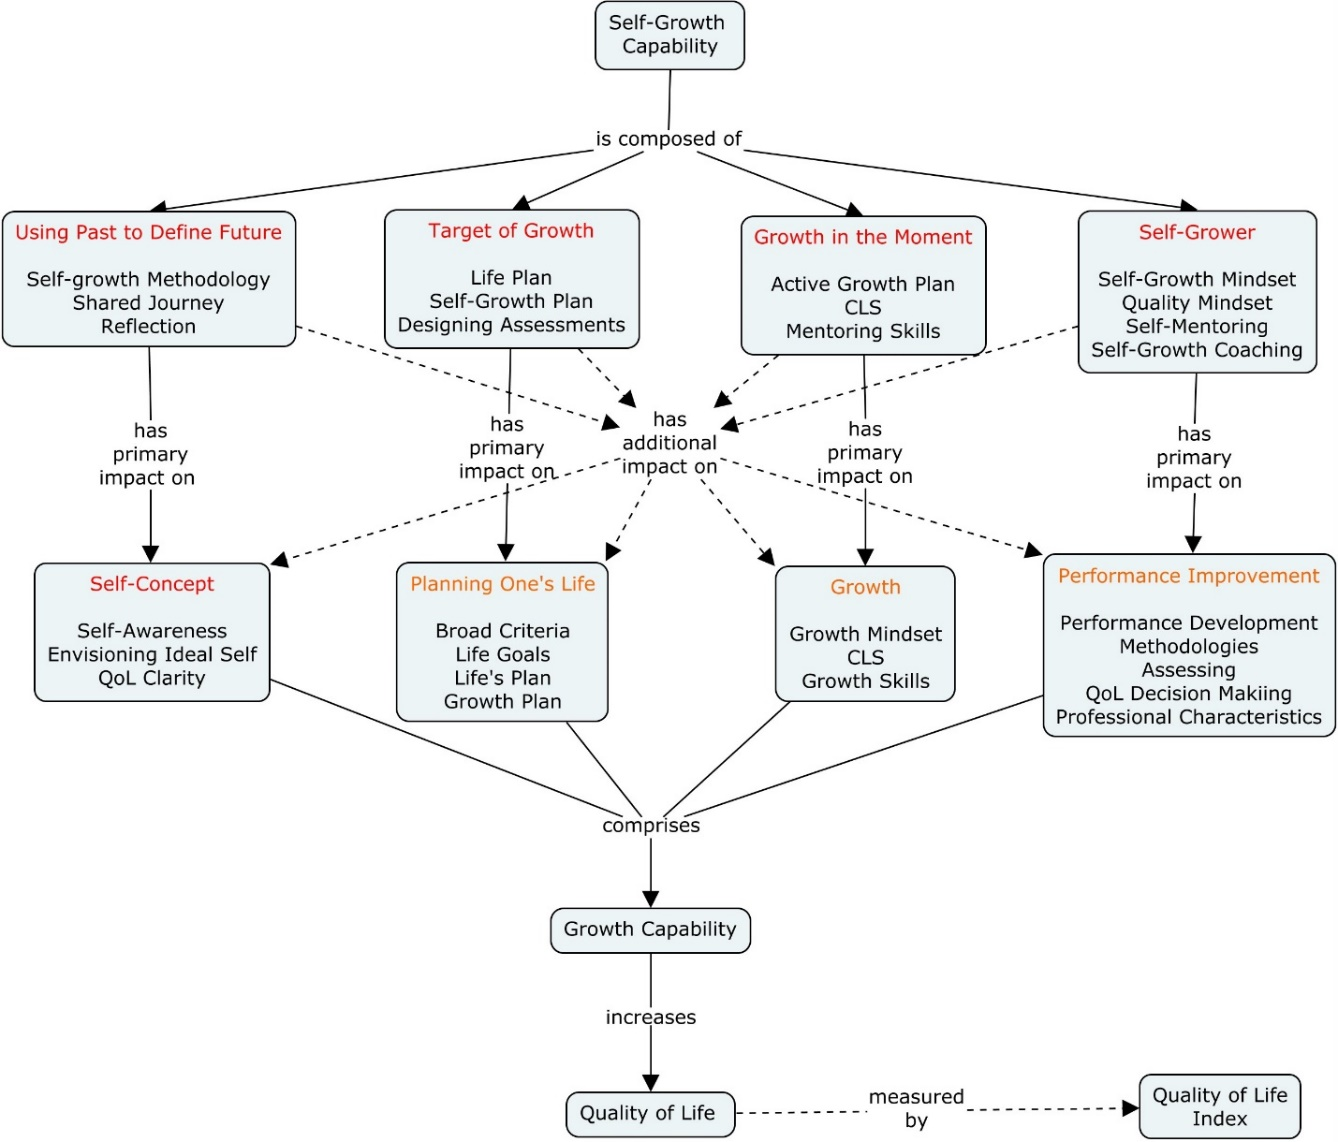 Self-Growth
Capability
is composed of
Using Past to Define Future
Self-growth Methodology
Shared Journey
Reflection
Target of Growth
Life Plan
Self-Growth Plan
Designing Assessments
Growth in the Moment
Active Growth Plan
CLS
Mentoring Skills
Self-Grower
Self-Growth Mindset
Quality Mindset
Self-Mentoring
Self-Growth Coaching
has
primary
impact on
has
primary
impact on
has
additional
impact on
has
primary
impact on
has
primary
impact on
Self-Concept
Self-Awareness
Envisioning Ideal Self
QoL Clarity
Planning One's Life
Broad Criteria
Life Goals
Life's Plan
Growth Plan
Growth
Growth Mindset
CLS
Growth Skills
Performance Improvement
Performance Development
Methodologies
Assessing
QoL Decision Makiing
Professional Characteristics
comprises
Growth Capability
increases
Quality of Life
measured
by
Quality of Life
Index